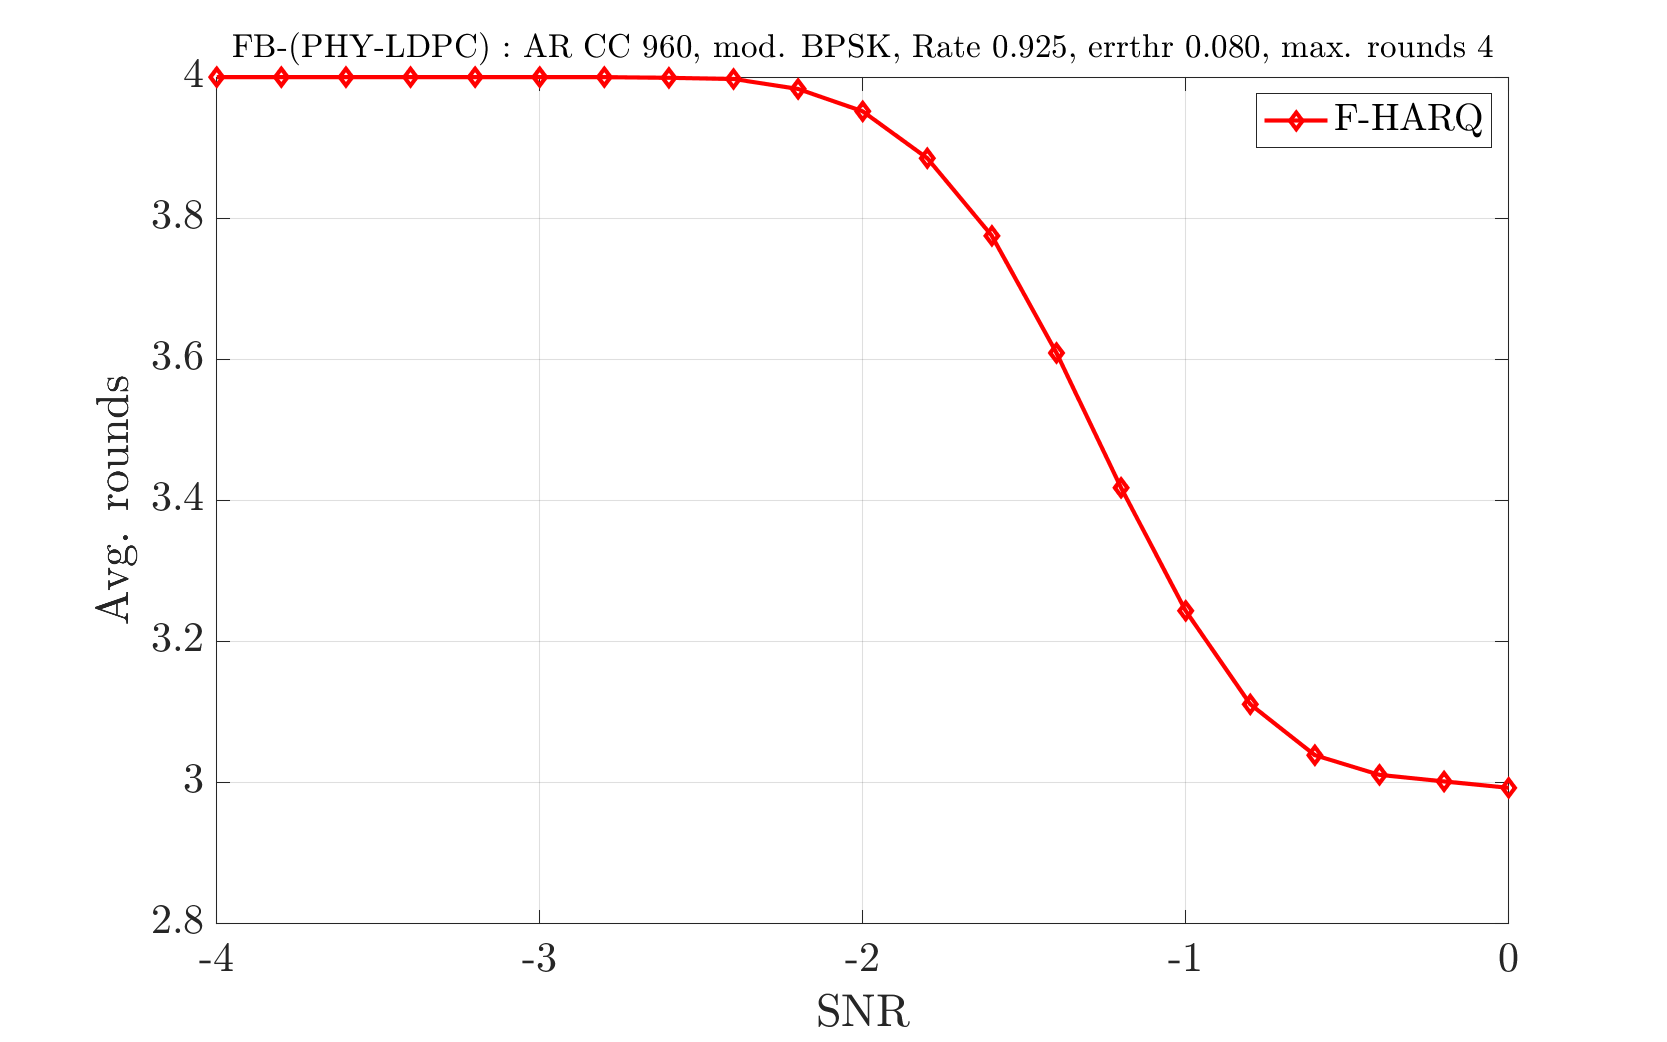 FB-(PHY-LDPC) : AR CC 960, mod. BPSK, Rate 0.925, errthr 0.080, max. rounds 4
F-HARQ
4
3.8
3.6
3.4
3.2
3
2.8
Avg. rounds
-4 -3 -2 -1 0
SNR